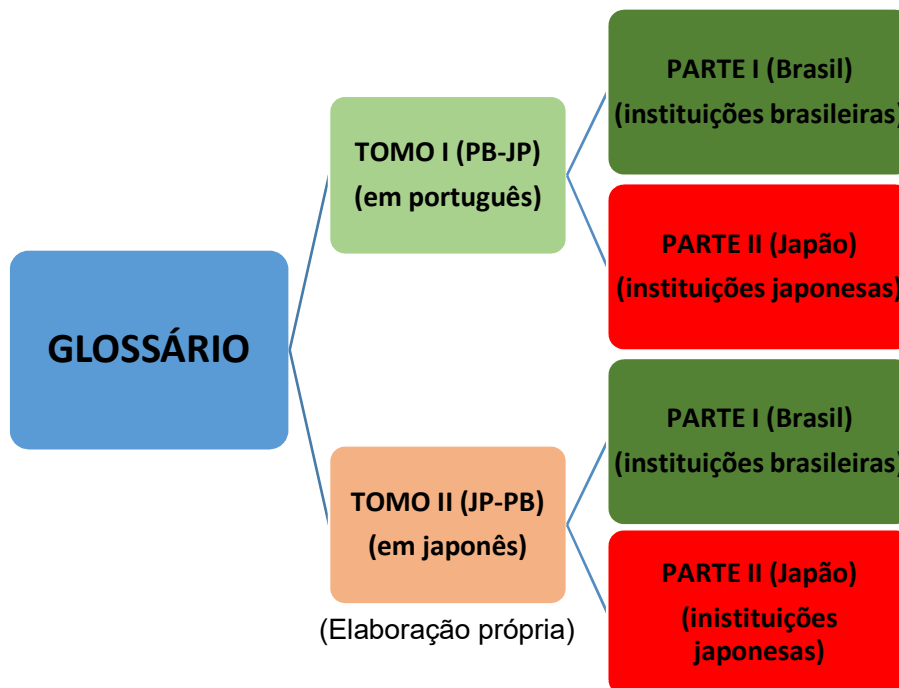 GLOSSÁRIO
TOMO I (PB-JP)
(em português)
PARTE I (Brasil)
(instituições brasileiras)
PARTE II (Japão)
(instituições japonesas)
TOMO II (JP-PB)
(em japonês)
PARTE I (Brasil)
(instituições brasileiras)
PARTE II (Japão)
(inistituições
japonesas)
(Elaboração própria)